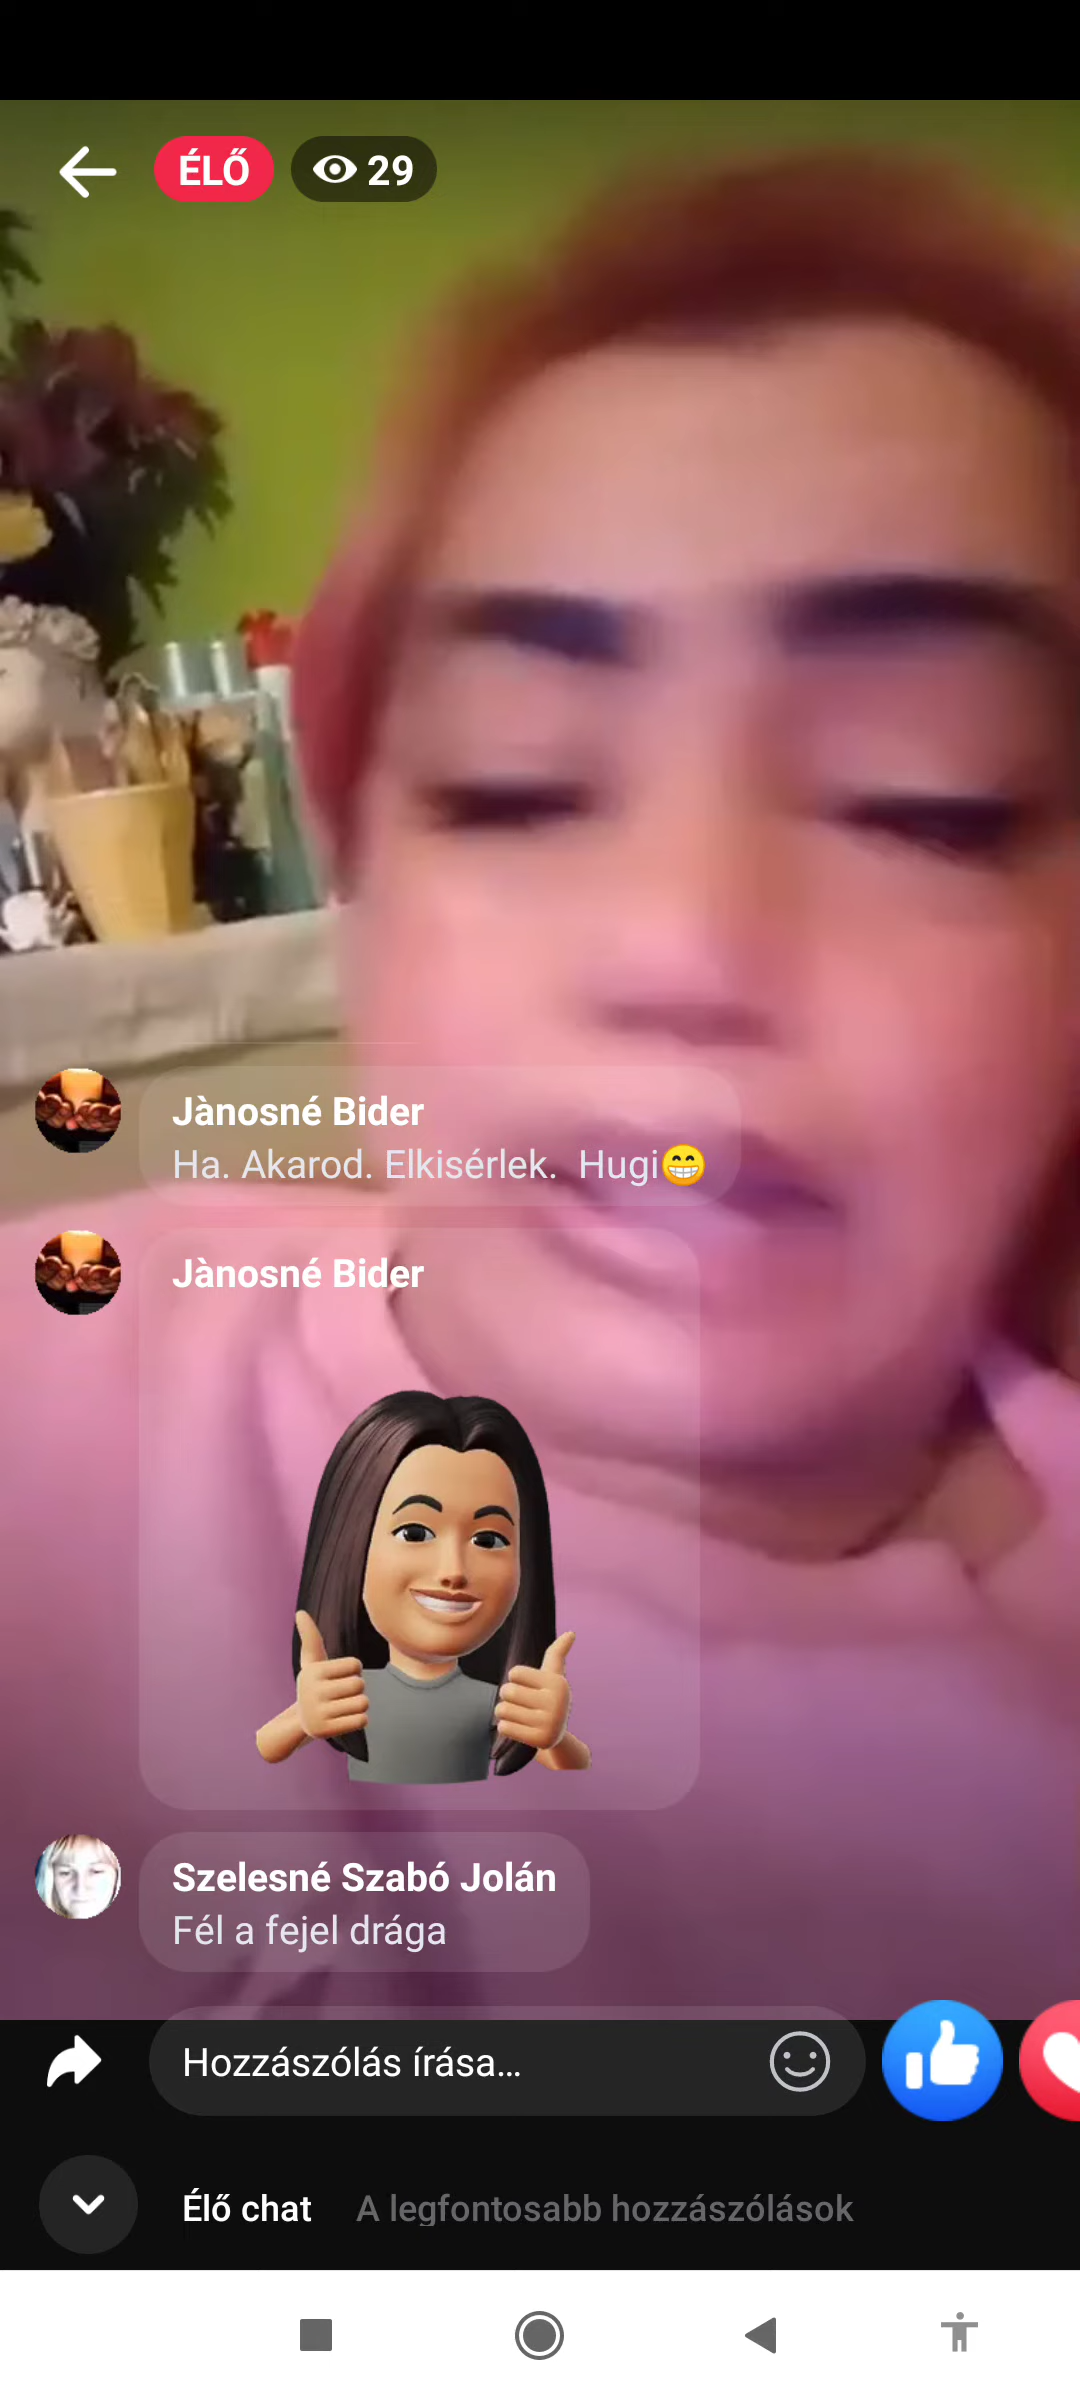 ÉLŐ 29
Jànosné Bider
Ha. Akarod. Elkisérlek. Hugi😁
Jànosné Bider
Szelesné Szabó Jolán
Fél a fejel drága
Hozzászólás írása...
Élő chat A legfontosabb hozzászólások